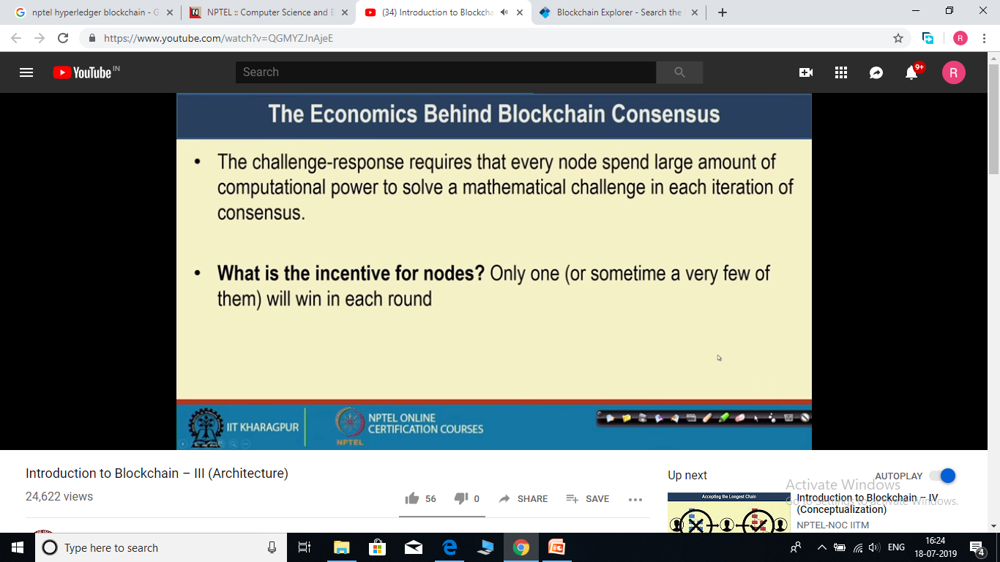 nptel hyperledger blockchain - G
NPTEL :: Computer Science and E
(34) Introduction to Blockcha
Blockchain Explorer - Search the
https://www.youtube.com/watch?v=QGMYZJnAjeE
R
YouTube IN
Search
9+
R
The Economics Behind Blockchain Consensus
• The challenge-response requires that every node spend large amount of
computational power to solve a mathematical challenge in each iteration of
consensus.
• What is the incentive for nodes? Only one (or sometime a very few of
them) will win in each round
IIT KHARAGPUR
NPTEL
NPTEL ONLINE
CERTIFICATION COURSES
Introduction to Blockchain – III (Architecture)
24,622 views
56
0
SHARE
SAVE
Up next
AUTOPLAY
Accepting the Longest Chain
Introduction to Blockchain – IV
(Conceptualization)
NPTEL-NOC IITM
Activate Windows
Go to Settings to activate Windows.
Type here to search
ENG
16:24
18-07-2019
4